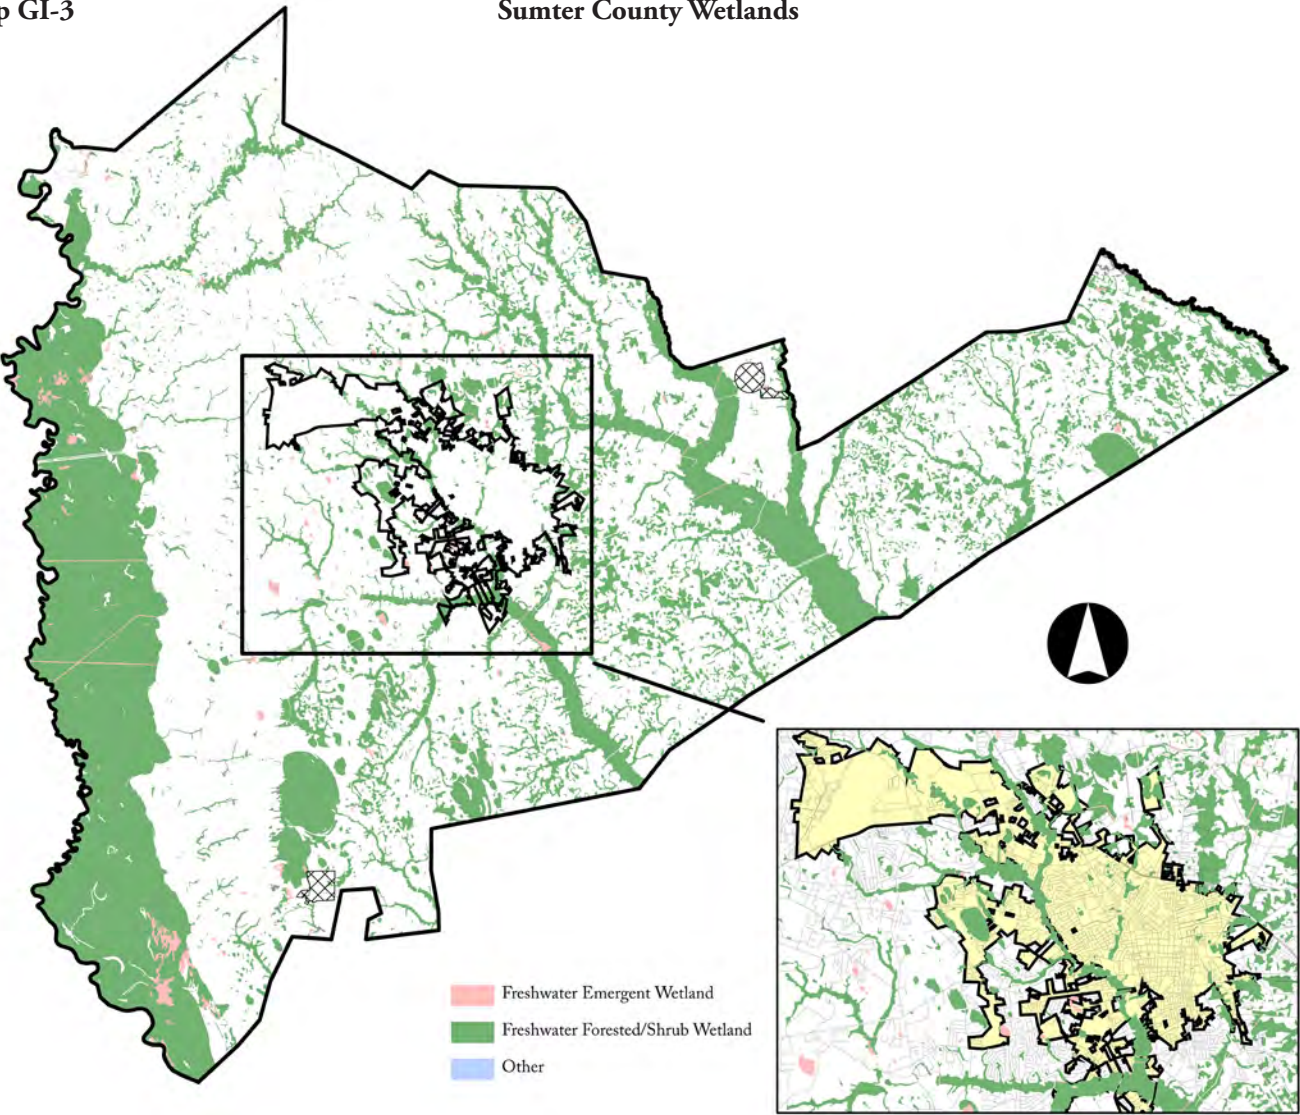 p GI-3
Sumter County Wetlands
Freshwater Emergent Wetland
Freshwater Forested/Shrub Wetland
Other